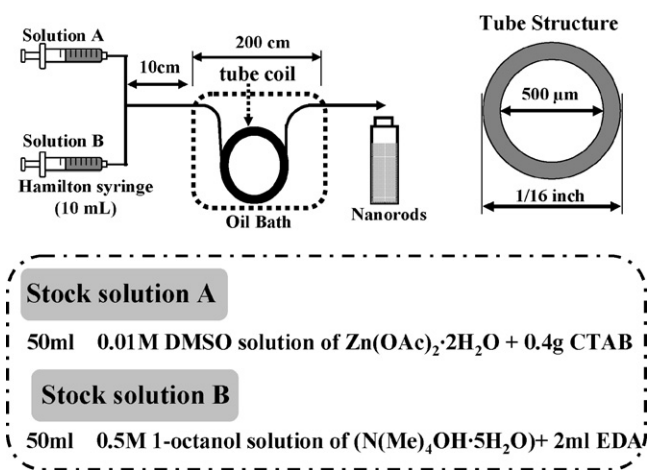 Solution A
Solution B
Hamilton syringe
(10 mL)
10cm
200 cm
tube coil
Oil Bath
Nanorods
Tube Structure
500 μm
1/16 inch
Stock solution A
50ml 0.01M DMSO solution of Zn(OAc)₂·2H₂O + 0.4g CTAB
Stock solution B
50ml 0.5M 1-octanol solution of (N(Me)₄OH·5H₂O)+ 2ml EDA